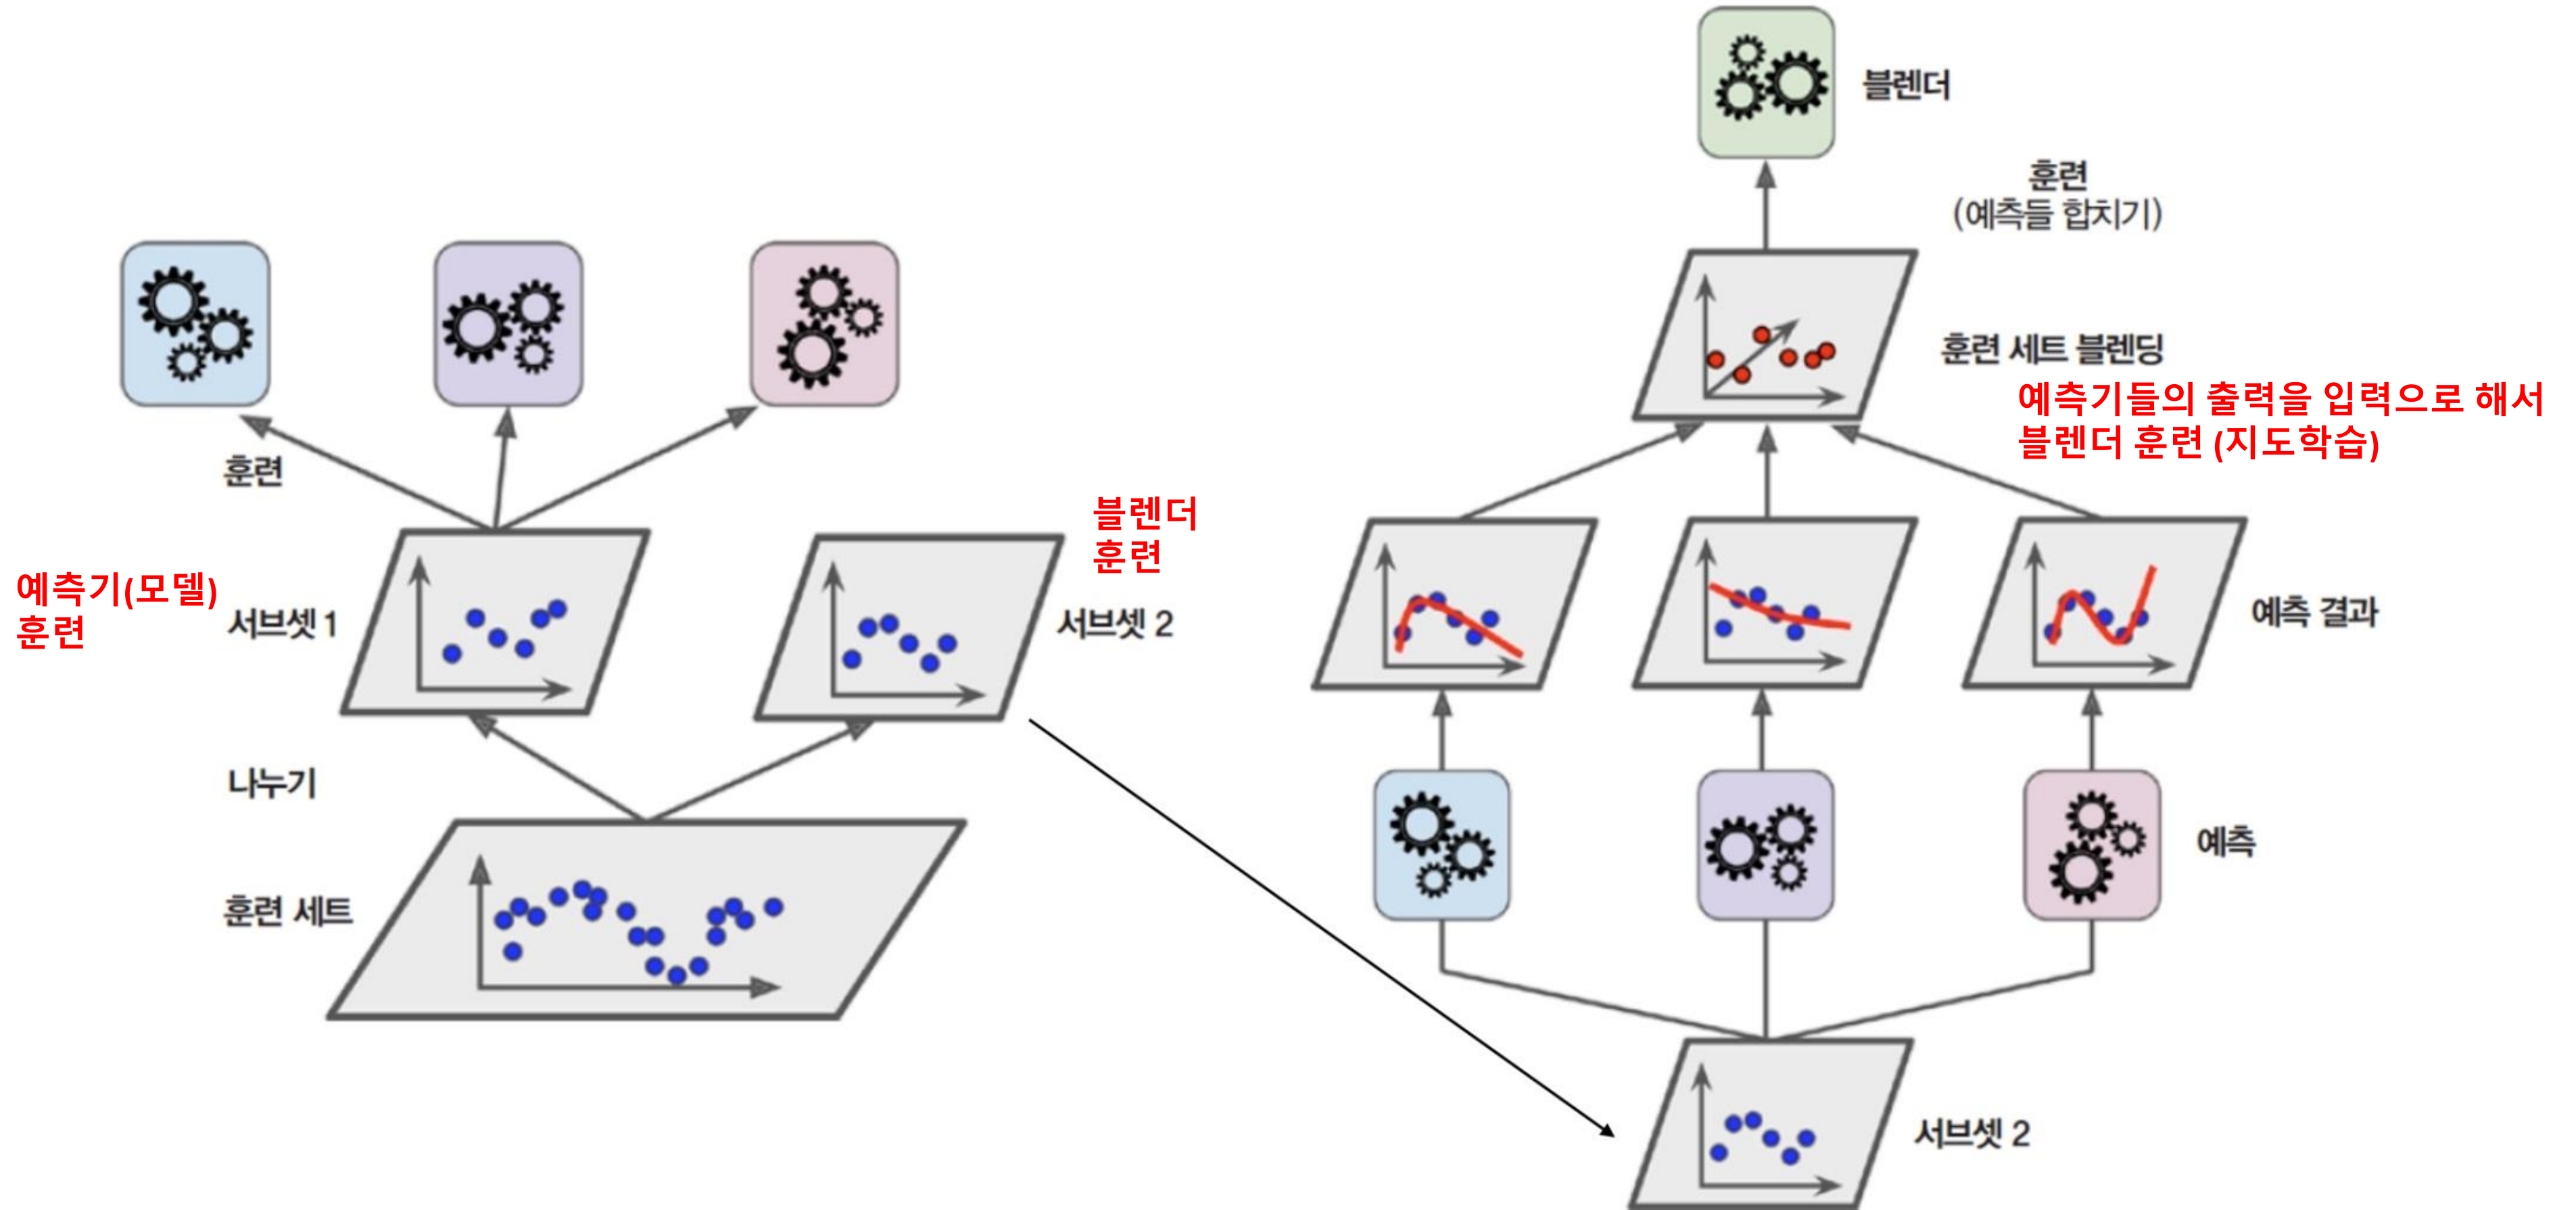 훈련
예측기(모델)
훈련
서브셋 1
블렌더
훈련
서브셋 2
나누기
훈련 세트
블렌더
훈련
(예측들 합치기)
훈련 세트 블렌딩
예측기들의 출력을 입력으로 해서
블렌더 훈련 (지도학습)
예측 결과
예측
서브셋 2